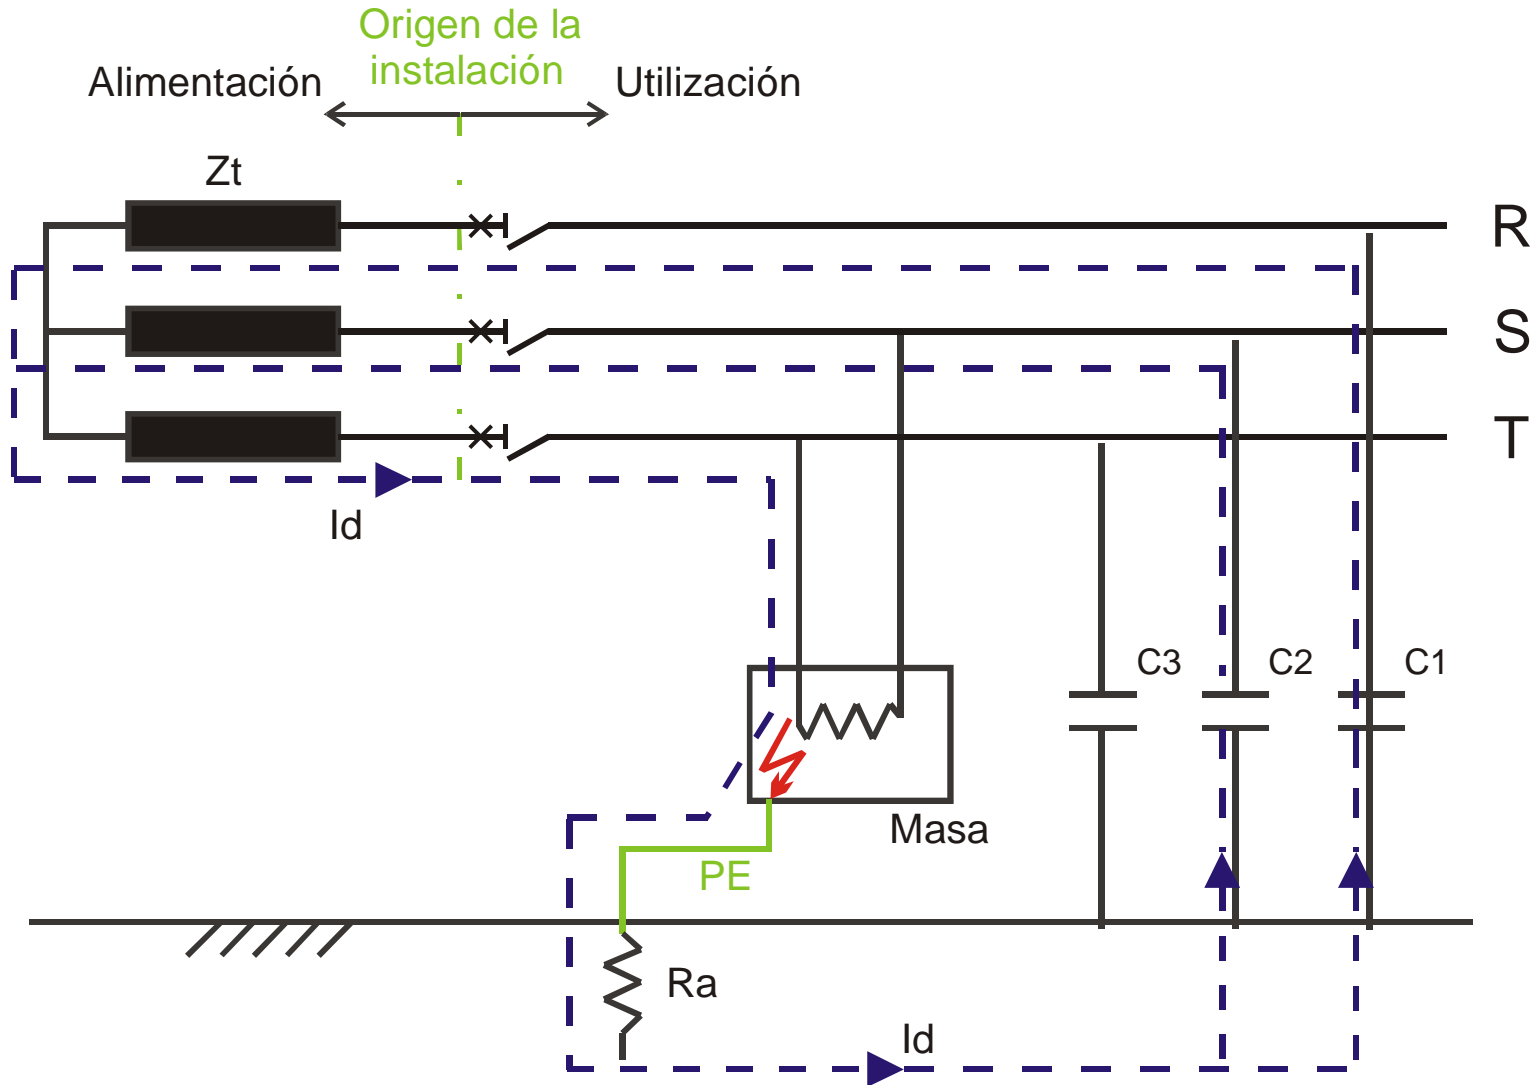 Origen de la
instalación
Alimentación
Utilización
Zt
R
S
T
Id
C3
C2
C1
Masa
PE
Ra
Id